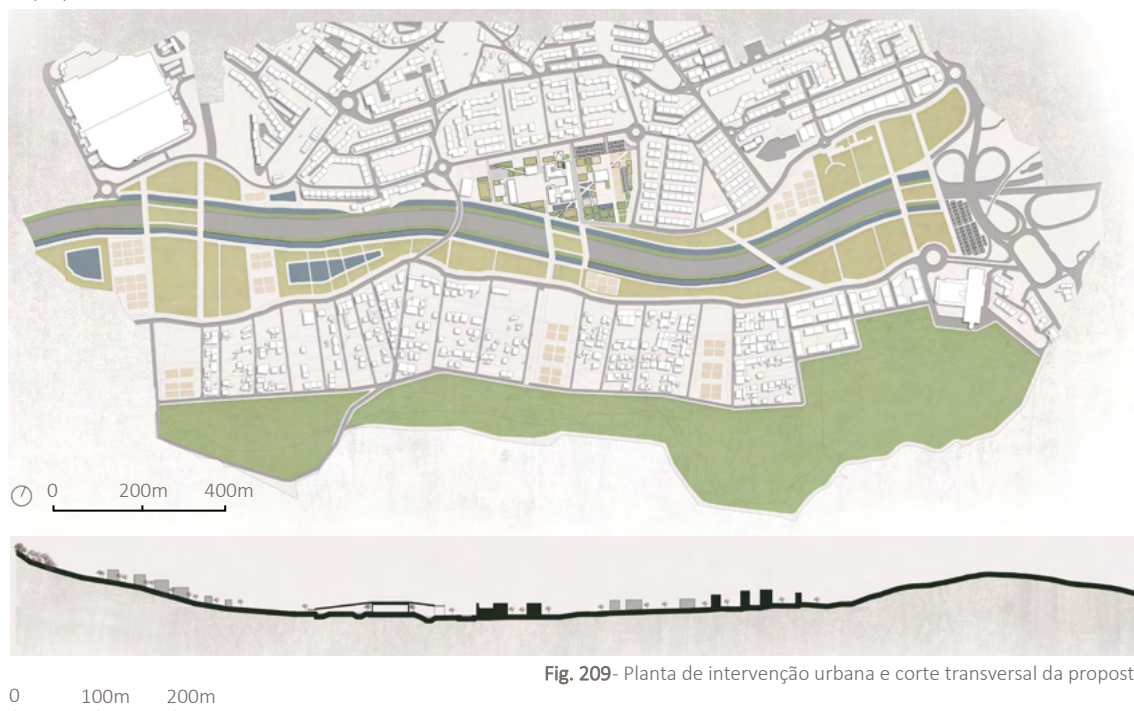 0 200m 400m
Fig. 209- Planta de intervenção urbana e corte transversal da propost
0 100m 200m